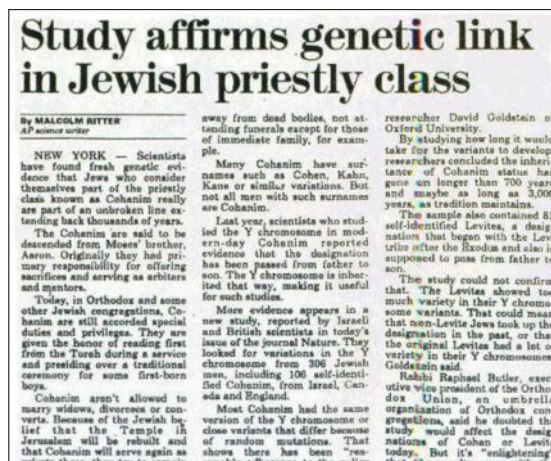 Study affirms genetic link
in Jewish priestly class
By MALCOLM RITTER
AP science writer
NEW YORK — Scientists
have found fresh genetic evi-
dence that Jews who consider
themselves part of the priestly
class known as Cohanim really
are part of an unbroken line ex-
tending back thousands of years.
The Cohanim are said to be
descended from Moses' brother,
Aaron. Originally they had pri-
mary responsibility for offering
sacrifices and serving as arbiters
and mentors.
Today, in Orthodox and some
other Jewish congregations, Co-
hanim are still accorded special
duties and privileges. They are
given the honor of reading first
from the Torah during a service
and presiding over a traditional
ceremony for some first-born
boys.
Cohanim aren't allowed to
marry widows, divorcees or con-
verts. Because of the Jewish be-
lief that the Temple in
Jerusalem will be rebuilt and
that Cohanim will serve again as
away from dead bodies, not at-
tending funerals except for those
of immediate family, for exam-
ple.
Many Cohanim have sur-
names such as Cohen, Kahn,
Kane or similar variations. But
not all men with such surnames
are Cohanim.
Last year, scientists who stud-
ied the Y chromosome in mod-
ern-day Cohanim reported
evidence that the designation
has been passed from father to
son. The Y chromosome is inher-
ited that way, making it useful
for such studies.
More evidence appears in a
new study, reported by Israeli
and British scientists in today's
issue of the journal Nature. They
looked for variations in the Y
chromosome from 306 Jewish
men, including 106 self-identi-
fied Cohanim, from Israel, Can-
ada and England.
Most Cohanim had the same
version of the Y chromosome or
close variants that differ because
of random mutations. That
shows there has been
researcher David Goldstein o
Oxford University.
By studying how long it would
take for the variants to develop
researchers concluded the inheri
tance of Cohanim status has
gone on longer than 700 year
and maybe as long as 3,000
years, as tradition maintains.
The sample also contained 8
self-identified Levites, a desig
nation that began with the Lev
tribe after the Exodus and also i
supposed to pass from father t
son.
The study could not confirm
that. The Levites showed too
much variety in their Y chromo
some variants. That could mean
that non-Levite Jews took up the
designation in the past, or that
the original Levites had a lot o
variety in their Y chromosomes
Goldstein said.
Rabbi Raphael Butler, exec
utive vice president of the Ortho
dox Union, an umbrella
organization of Orthodox con
gregations, said he doubted the
study would affect the desig
nations of Cohan or Levite
today. But it's "enlightening